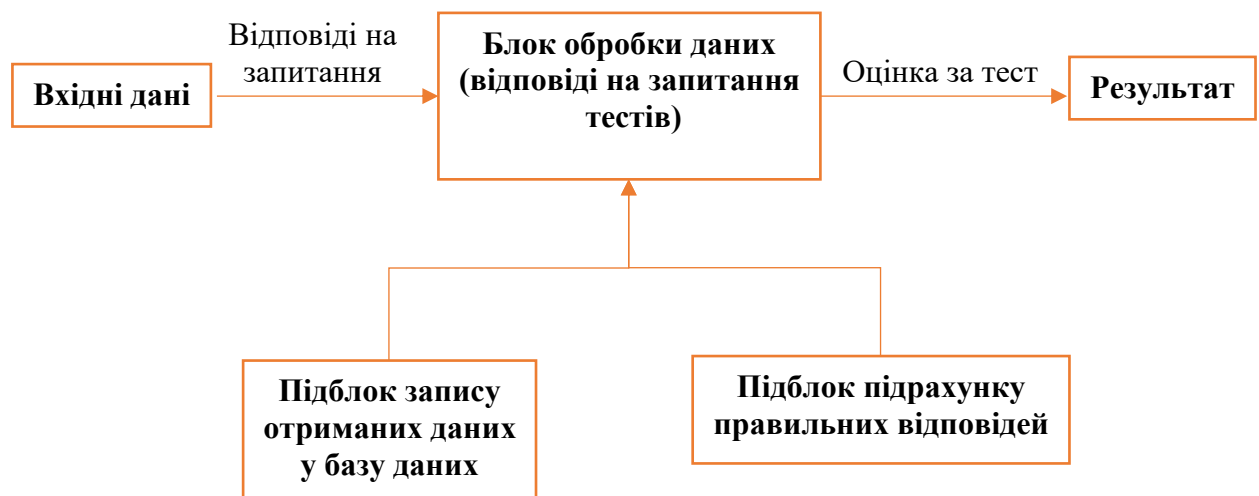 Вхідні дані
Відповіді на
запитання
Блок обробки даних
(відповіді на запитання
тестів)
Оцінка за тест
Результат
Підблок запису
отриманих даних
у базу даних
Підблок підрахунку
правильних відповідей